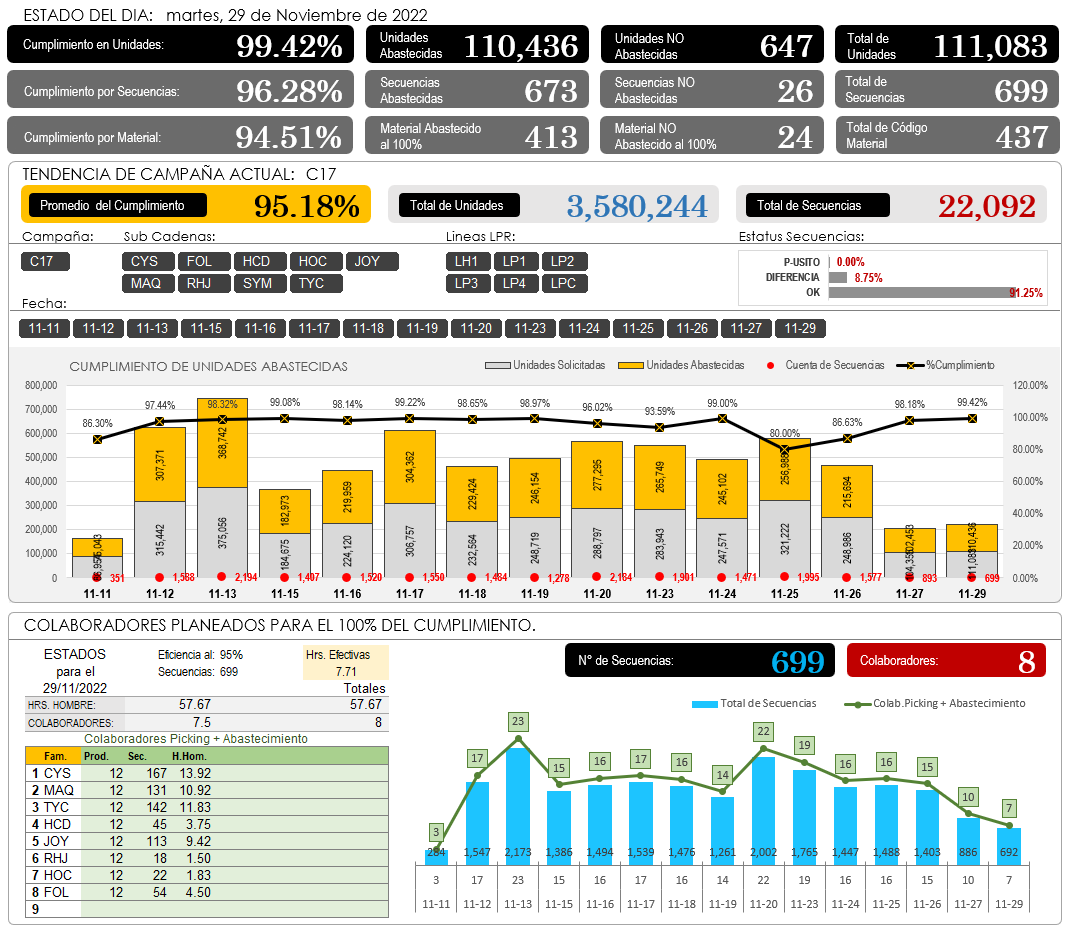 ESTADO DEL DIA: martes, 29 de Noviembre de 2022
Cumplimiento en Unidades: 99.42% Unidades Abastecidas 110,436 Unidades NO Abastecidas 647 Total de Unidades 111,083
Cumplimiento por Secuencias: 96.28% Secuencias Abastecidas 673 Secuencias NO Abastecidas 26 Total de Secuencias 699
Cumplimiento por Material: 94.51% Material Abastecido al 100% 413 Material NO Abastecido al 100% 24 Total de Código Material 437
TENDENCIA DE CAMPAÑA ACTUAL: C17
Promedio del Cumplimiento 95.18% Total de Unidades 3,580,244 Total de Secuencias 22,092
Campaña: Sub Cadenas: Lineas LPR: Estatus Secuencias:
C17 CYS FOL HCD HOC JOY LH1 LP1 LP2 P-USITO 0.00%
MAQ RHJ SYM TYC LP3 LP4 LPC DIFERENCIA 8.75%
OK 91.25%
Fecha:
11-11 11-12 11-13 11-15 11-16 11-17 11-18 11-19 11-20 11-23 11-24 11-25 11-26 11-27 11-29
CUMPLIMIENTO DE UNIDADES ABASTECIDAS Unidades Solicitadas Unidades Abastecidas Cuenta de Secuencias %Cumplimiento
800,000 700,000 600,000 500,000 400,000 300,000 200,000 100,000 0
120.00% 100.00% 80.00% 60.00% 40.00% 20.00% 0.00%
86.30% 97.44% 98.32% 99.08% 98.14% 99.22% 98.65% 98.97% 96.02% 93.59% 99.00% 80.00% 86.63% 98.18% 99.42%
307,371 368,742 182,973 219,959 304,362 229,424 246,154 277,295 265,749 245,102 215,694 102,453 110,436
315,442 375,056 184,675 224,120 306,757 232,564 248,719 288,797 283,943 247,571 321,222 248,986 111,083
351 1,588 2,194 1,407 1,520 1,550 1,484 1,278 2,184 1,901 1,471 1,995 1,577 893 699
11-11 11-12 11-13 11-15 11-16 11-17 11-18 11-19 11-20 11-23 11-24 11-25 11-26 11-27 11-29
COLABORADORES PLANEADOS PARA EL 100% DEL CUMPLIMIENTO.
ESTADOS Eficiencia al: 95% Hrs. Efectivas
para el Secuencias: 699 7.71
29/11/2022 Totales
HRS. HOMBRE: 57.67 57.67
COLABORADORES: 7.5 8
Colaboradores Picking + Abastecimiento
Fam. Prod. Sec. H.Hom.
1 CYS 12 167 13.92
2 MAQ 12 131 10.92
3 TYC 12 142 11.83
4 HCD 12 45 3.75
5 JOY 12 113 9.42
6 RHJ 12 18 1.50
7 HOC 12 22 1.83
8 FOL 12 54 4.50
9
N° de Secuencias: 699 Colaboradores: 8
Total de Secuencias Colab.Picking + Abastecimiento
3 17 23 15 16 17 16 14 22 19 16 16 15 10 7
284 1,547 2,173 1,386 1,494 1,539 1,476 1,261 2,002 1,765 1,447 1,488 1,403 886 692
3 17 23 15 16 17 16 14 22 19 16 16 15 10 7
11-11 11-12 11-13 11-15 11-16 11-17 11-18 11-19 11-20 11-23 11-24 11-25 11-26 11-27 11-29